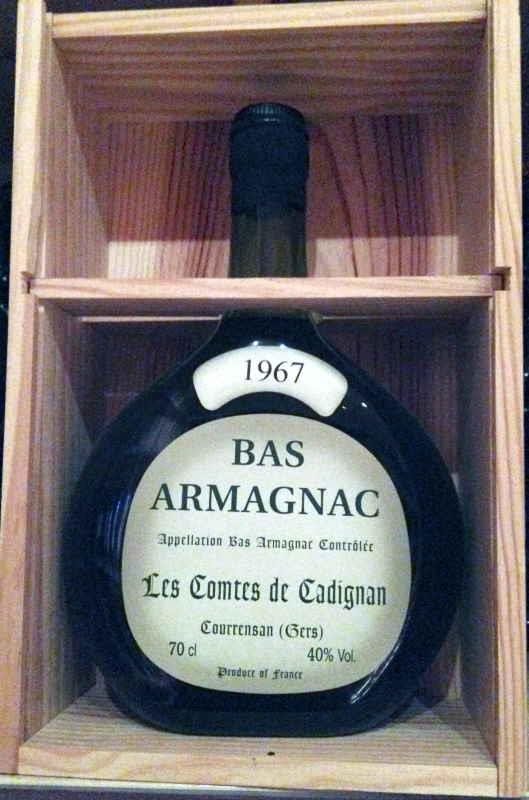 1967
BAS
ARMAGNAC
Appellation Bas Armagnac Contrôlée
Les Comtes de Cadignan
Courrensan (Gers)
70 cl 40% Vol.
Produce of France